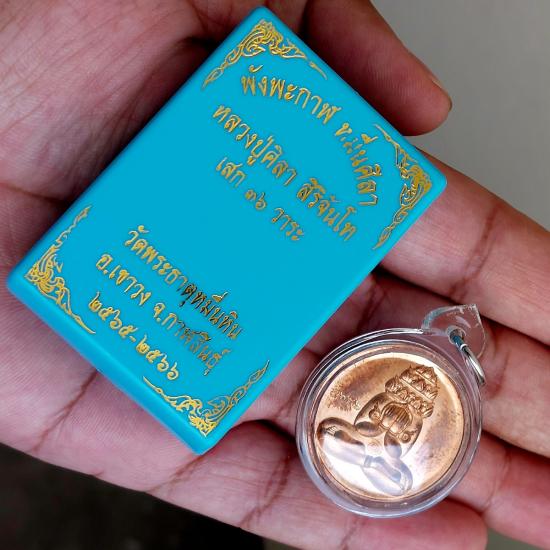 พังพะกาฬ หมื่นศิลา
หลวงปู่ศิลา สิริจันโท
เสก ๓๖ วาระ
วัดพระธาตุหมื่นหิน
อ.เขาวง จ.กาฬสินธุ์
๒๕๖๕-๒๕๖๖